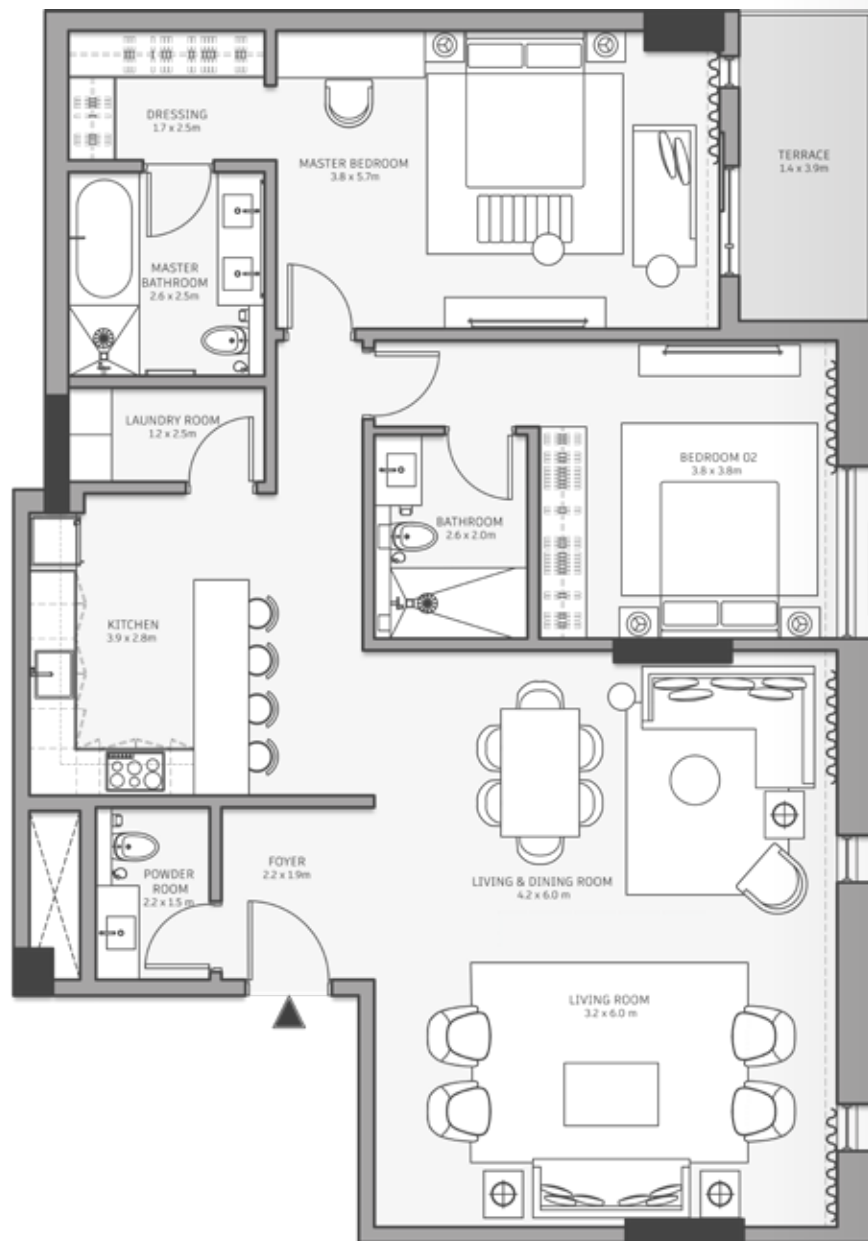 DRESSING
1.7 x 2.5m
MASTER BEDROOM
3.8 x 5.7m
TERRACE
1.4 x 3.9m
MASTER
BATHROOM
2.6 x 2.5m
LAUNDRY ROOM
1.2 x 2.5m
BEDROOM 02
3.8 x 3.8m
BATHROOM
2.6 x 2.0m
KITCHEN
3.9 x 2.8m
POWDER
ROOM
2.2 x 1.5 m
FOYER
2.2 x 1.9m
LIVING & DINING ROOM
4.2 x 6.0 m
LIVING ROOM
3.2 x 6.0 m